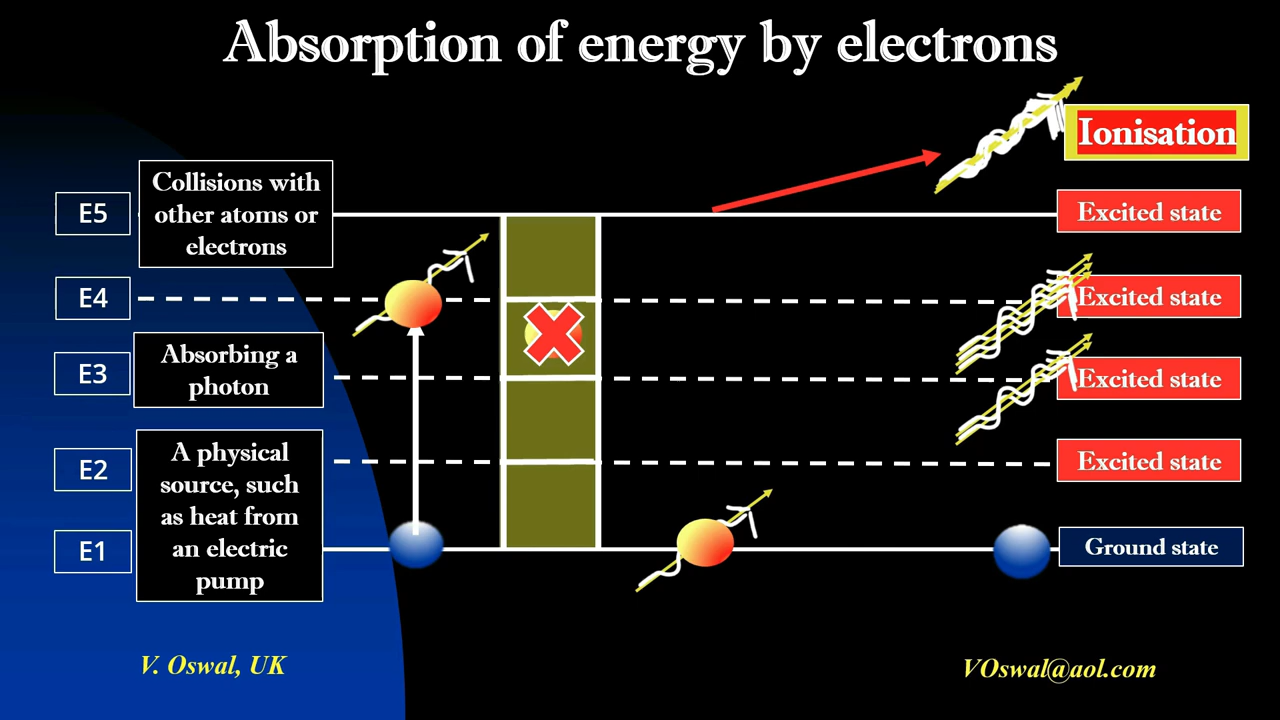 Absorption of energy by electrons
Ionisation
E5
Collisions with
other atoms or
electrons
Excited state
E4
Excited state
E3
Absorbing a
photon
Excited state
E2
A physical
source, such
as heat from
an electric
pump
Excited state
E1
Ground state
V. Oswal, UK
VOswal@aol.com